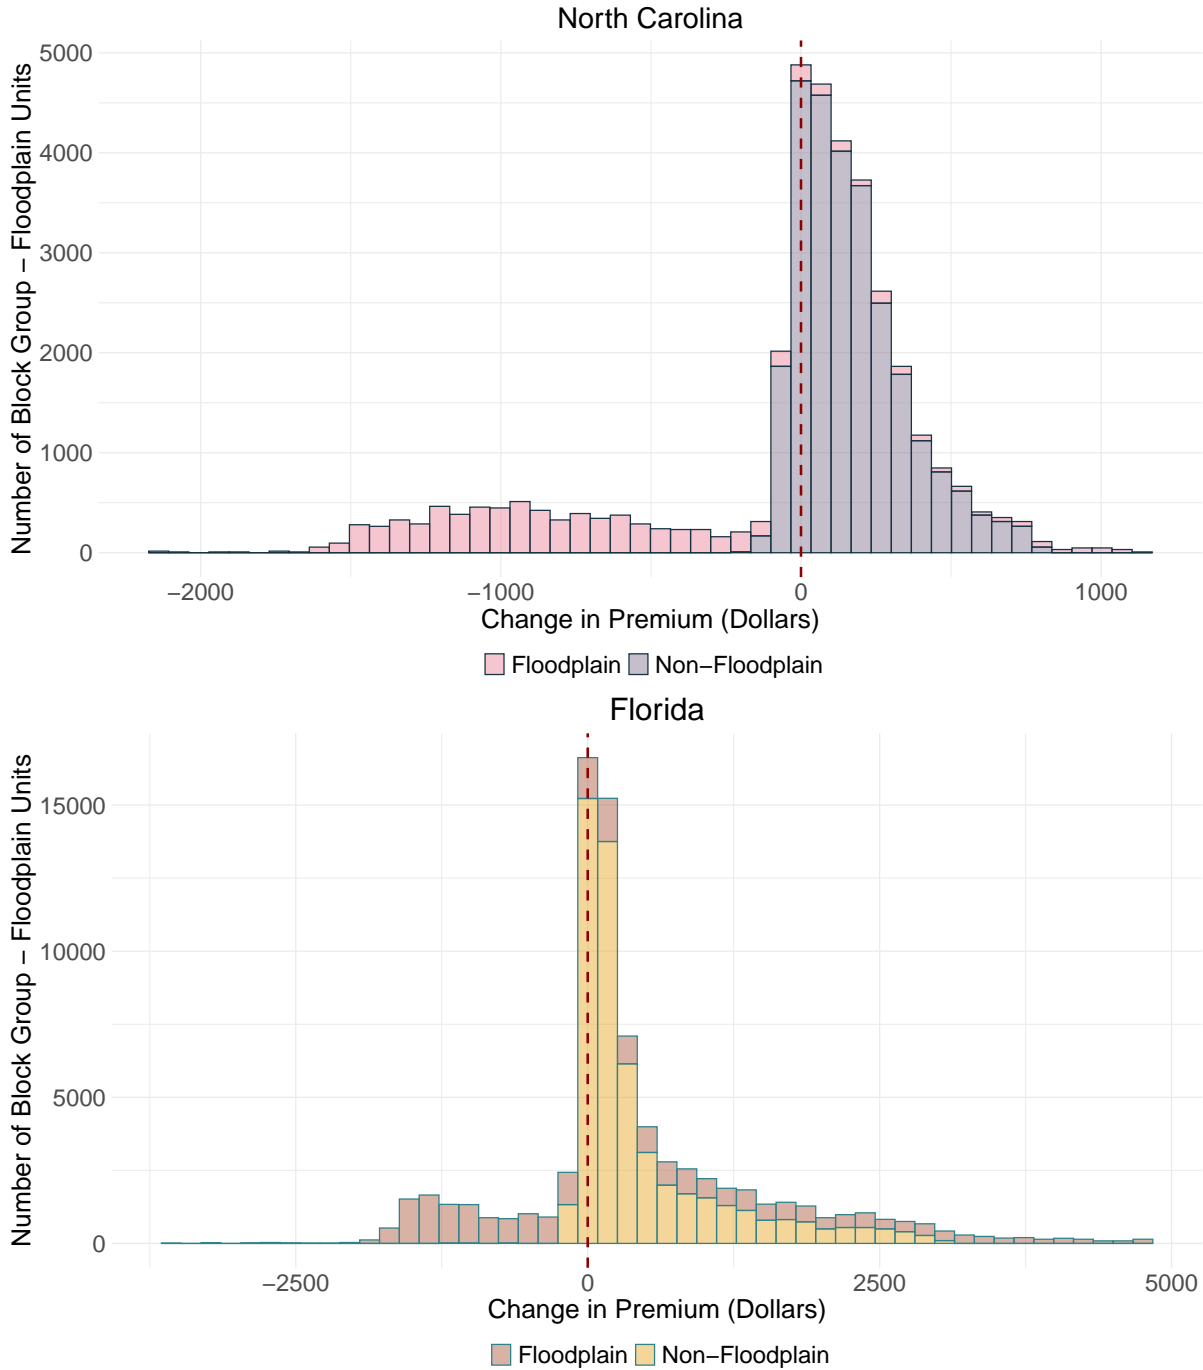 North Carolina
Number of Block Group − Floodplain Units
5000
4000
3000
2000
1000
0
−2000 −1000 0 1000
Change in Premium (Dollars)
Floodplain Non−Floodplain
Florida
Number of Block Group − Floodplain Units
15000
10000
5000
0
−2500 0 2500 5000
Change in Premium (Dollars)
Floodplain Non−Floodplain